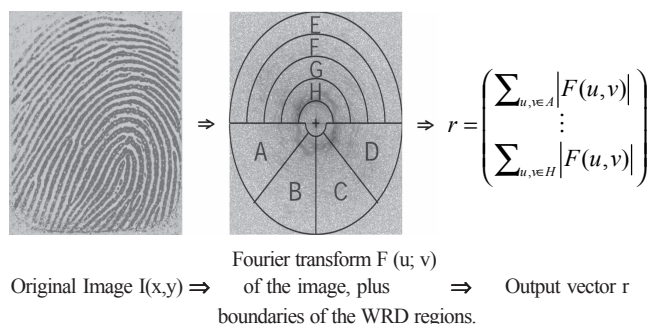 E
F
G
H
A
D
B
C
⇒ ⇒ r = ( ∑u,v∈A |F(u,v)|
⋮
∑u,v∈H |F(u,v)| )
Fourier transform F (u; v)
Original Image I(x,y) ⇒ of the image, plus ⇒ Output vector r
boundaries of the WRD regions.